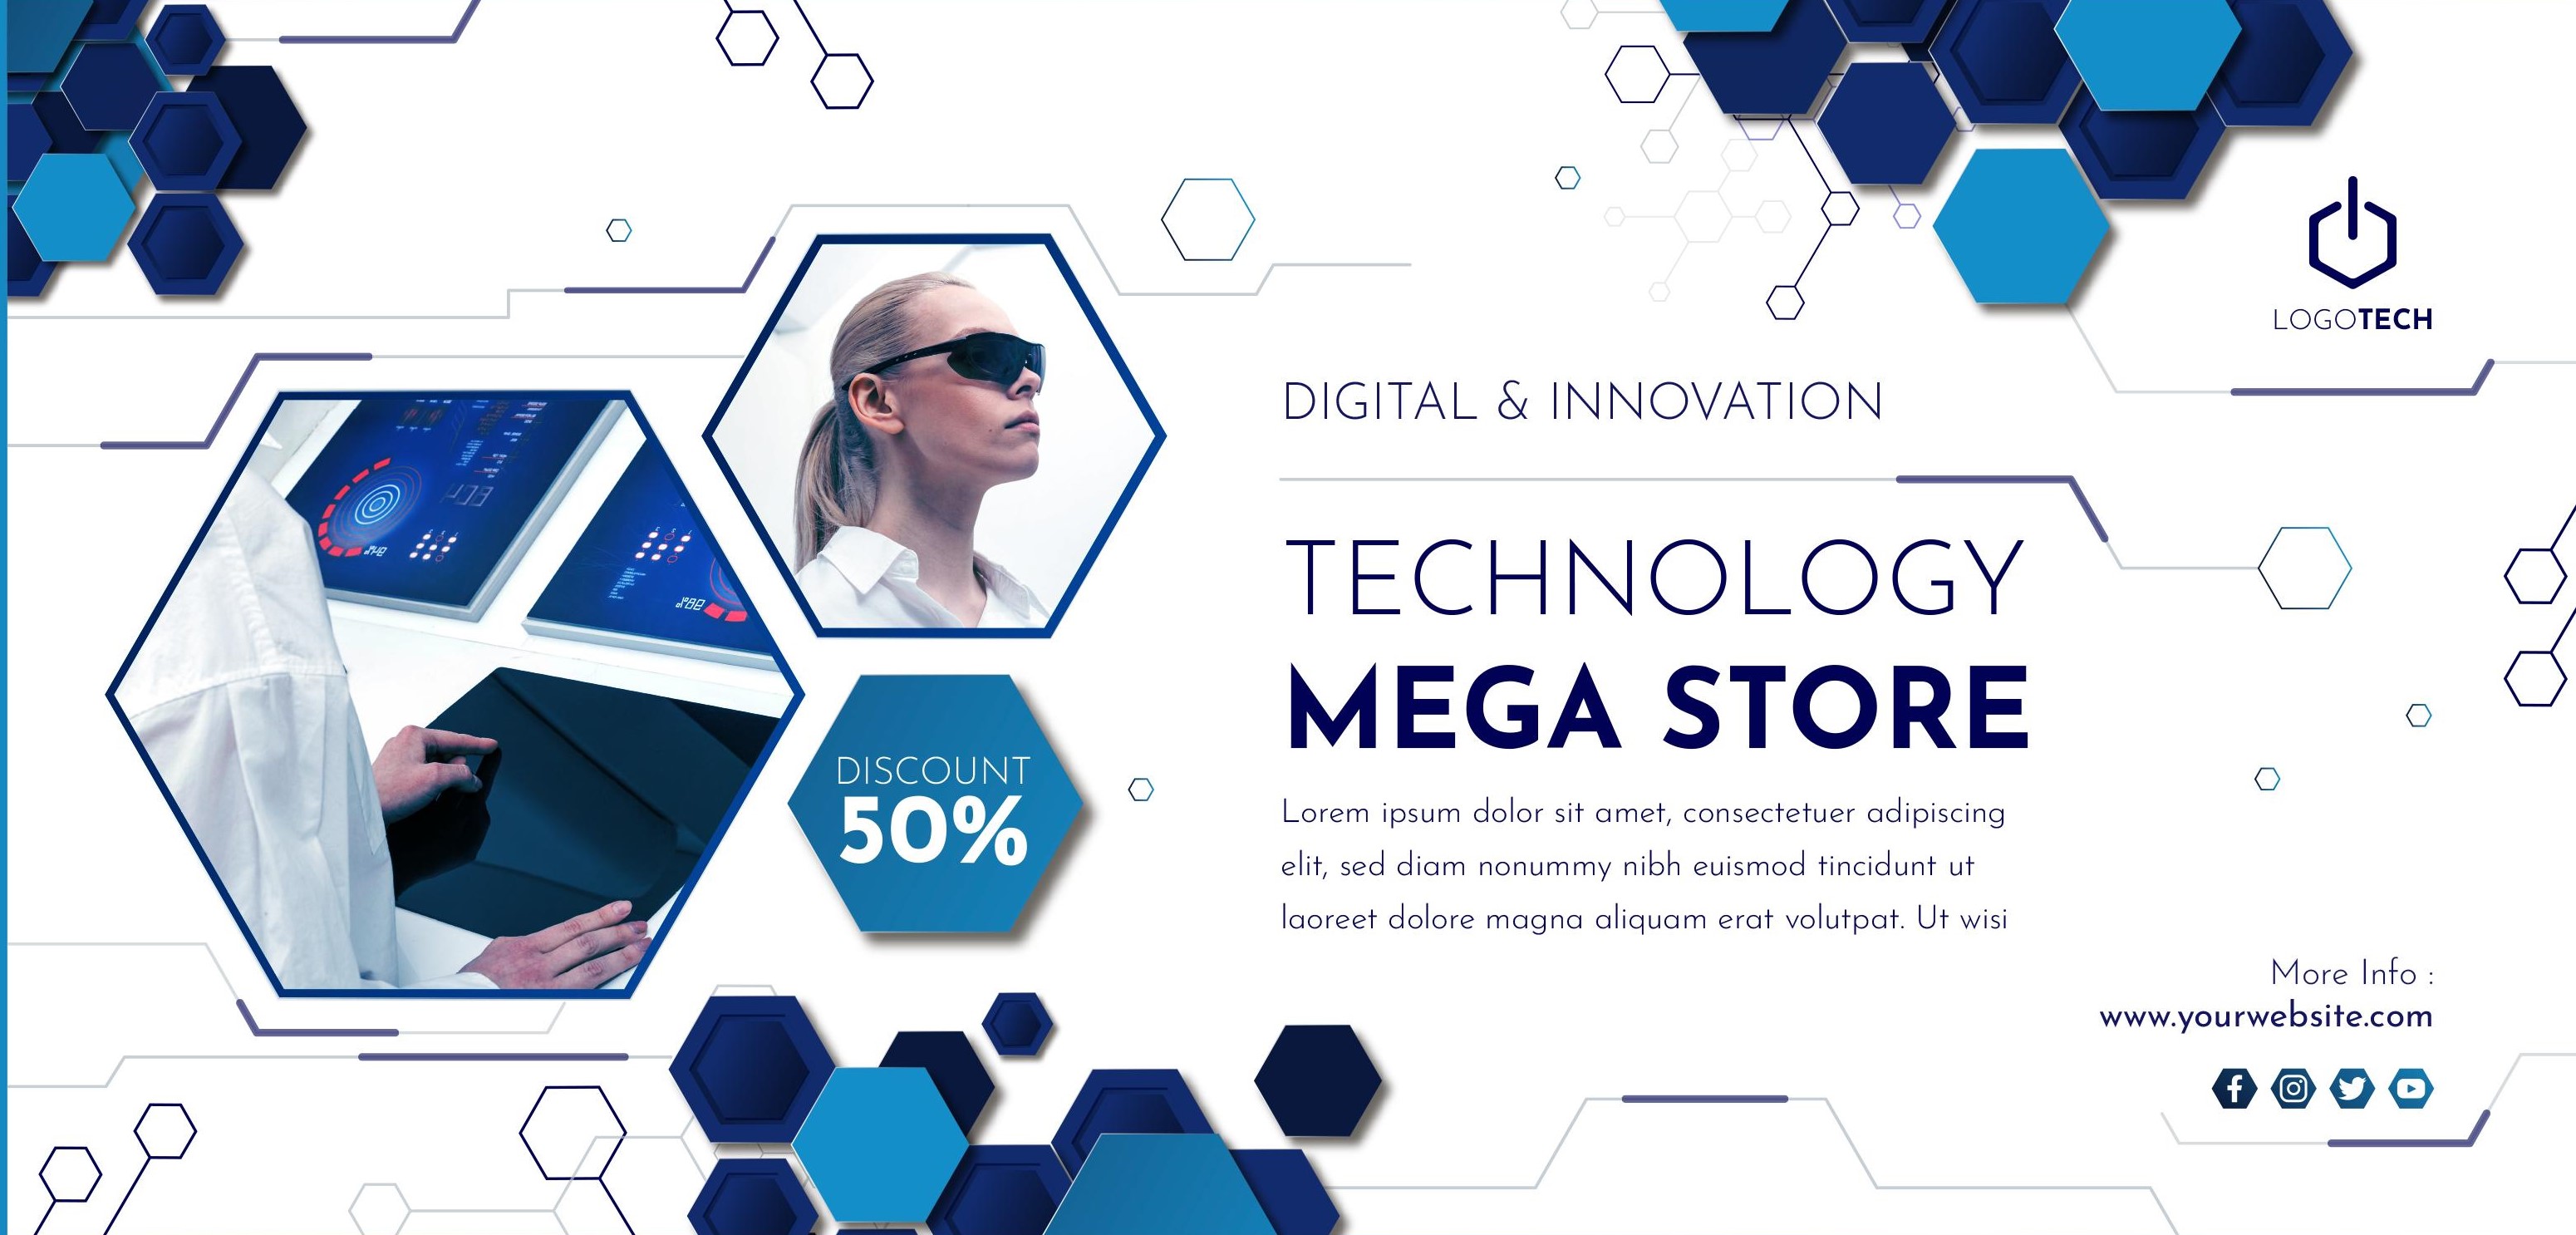 LOGOTECH
DIGITAL & INNOVATION
TECHNOLOGY
MEGA STORE
DISCOUNT
50%
Lorem ipsum dolor sit amet, consectetuer adipiscing
elit, sed diam nonummy nibh euismod tincidunt ut
laoreet dolore magna aliquam erat volutpat. Ut wisi
More Info :
www.yourwebsite.com